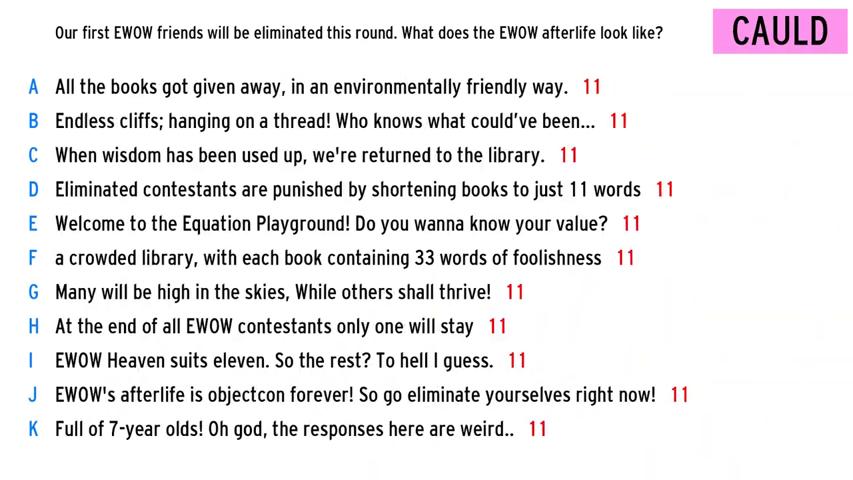 Our first EWOW friends will be eliminated this round. What does the EWOW afterlife look like?
CAULD
A All the books got given away, in an environmentally friendly way. 11
B Endless cliffs; hanging on a thread! Who knows what could've been... 11
C When wisdom has been used up, we're returned to the library. 11
D Eliminated contestants are punished by shortening books to just 11 words 11
E Welcome to the Equation Playground! Do you wanna know your value? 11
F a crowded library, with each book containing 33 words of foolishness 11
G Many will be high in the skies, While others shall thrive! 11
H At the end of all EWOW contestants only one will stay 11
I EWOW Heaven suits eleven. So the rest? To hell I guess. 11
J EWOW's afterlife is objectcon forever! So go eliminate yourselves right now! 11
K Full of 7-year olds! Oh god, the responses here are weird.. 11